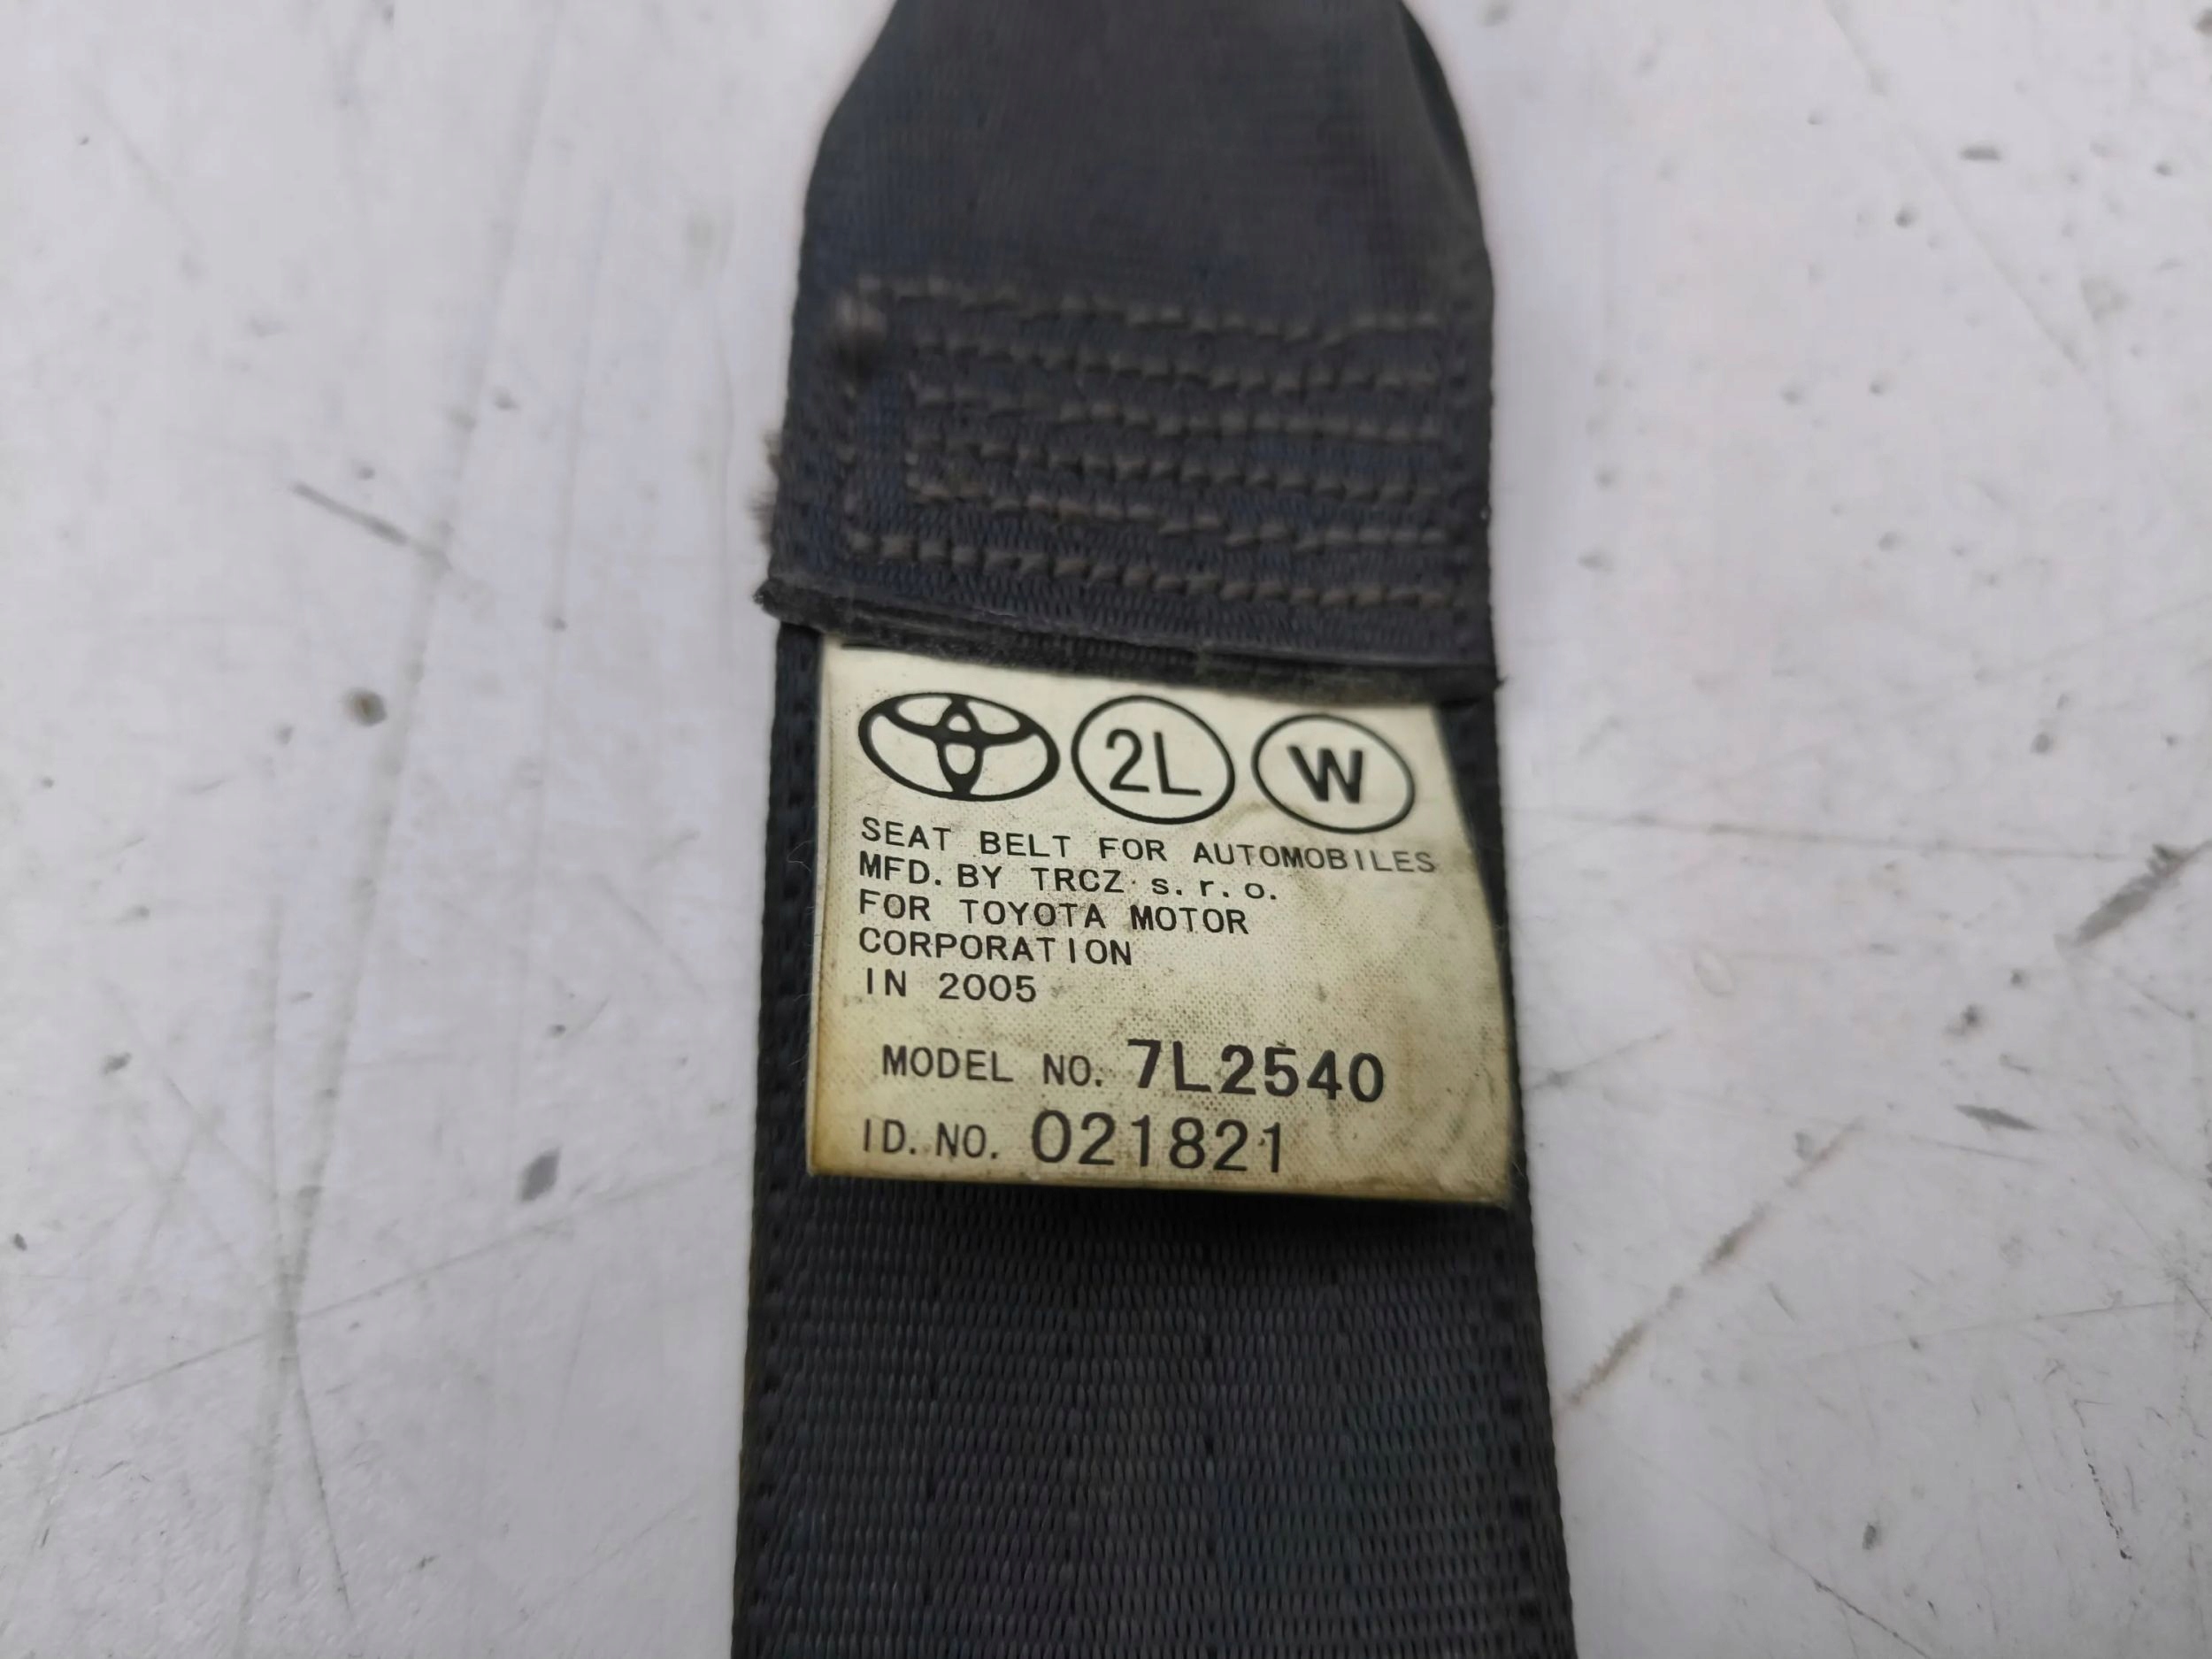 2L W
SEAT BELT FOR AUTOMOBILES
MFD. BY TRCZ s. r. o.
FOR TOYOTA MOTOR
CORPORATION
IN 2005
MODEL NO. 7L2540
ID. NO. 021821